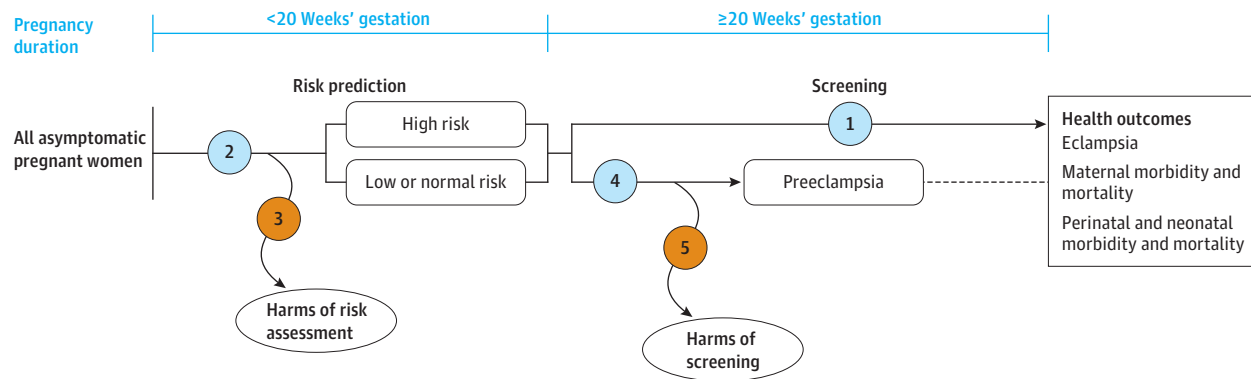 Pregnancy
duration
<20 Weeks' gestation
≥20 Weeks' gestation
Risk prediction
Screening
All asymptomatic
pregnant women
2
High risk
Low or normal risk
3
Harms of risk
assessment
1
4
Preeclampsia
5
Harms of
screening
Health outcomes
Eclampsia
Maternal morbidity and
mortality
Perinatal and neonatal
morbidity and mortality